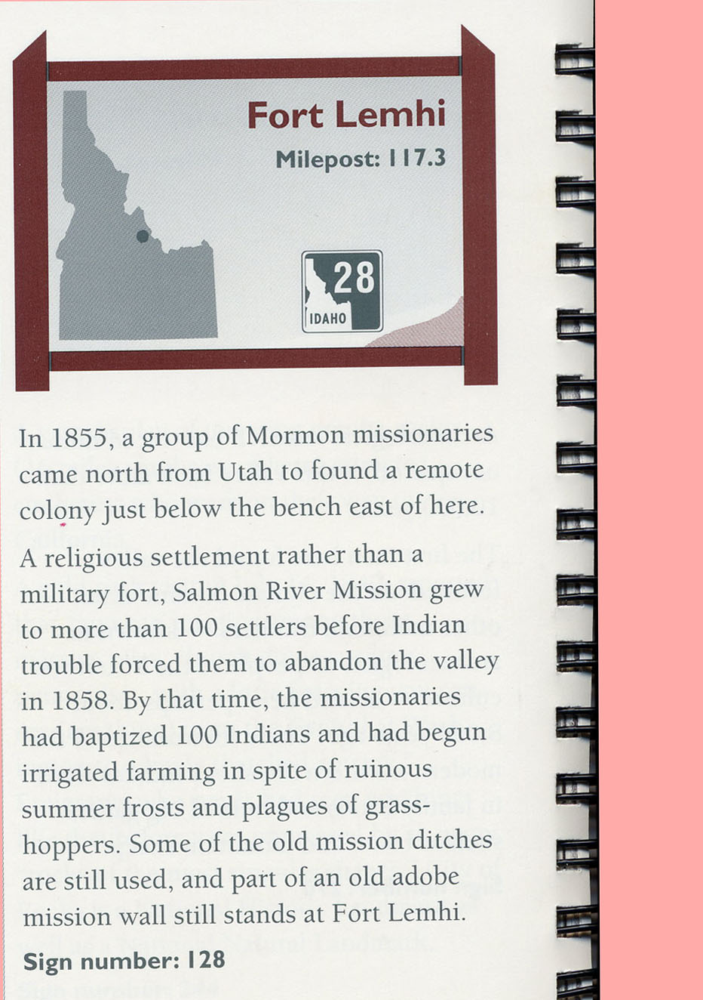 Fort Lemhi
Milepost: 117.3
28
IDAHO
In 1855, a group of Mormon missionaries
came north from Utah to found a remote
colony just below the bench east of here.
A religious settlement rather than a
military fort, Salmon River Mission grew
to more than 100 settlers before Indian
trouble forced them to abandon the valley
in 1858. By that time, the missionaries
had baptized 100 Indians and had begun
irrigated farming in spite of ruinous
summer frosts and plagues of grass-
hoppers. Some of the old mission ditches
are still used, and part of an old adobe
mission wall still stands at Fort Lemhi.
Sign number: 128